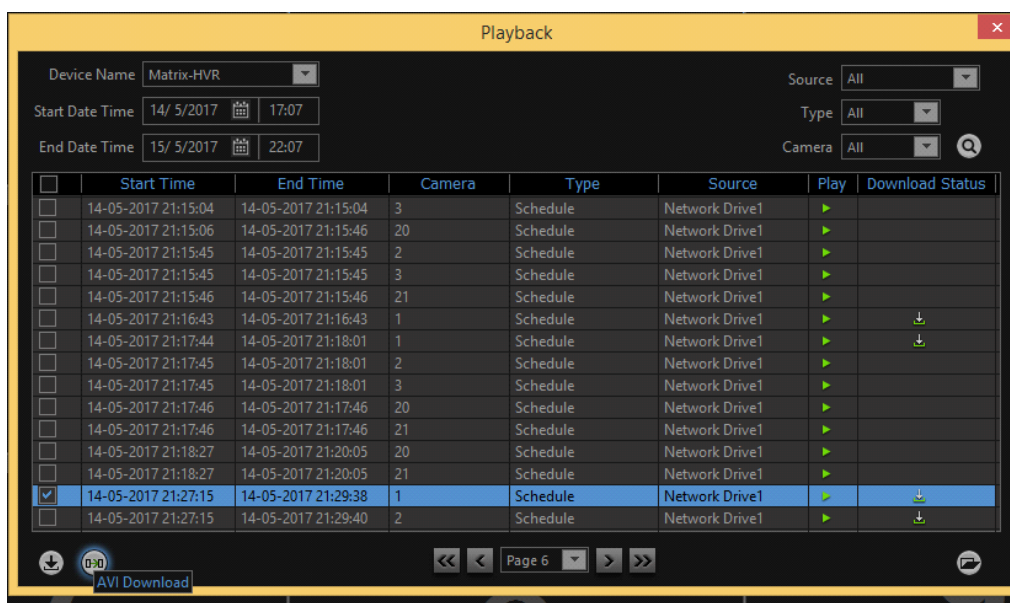 Playback
Device Name Matrix-HVR Source All
Start Date Time 14/ 5/2017 17:07 Type All
End Date Time 15/ 5/2017 22:07 Camera All
Start Time End Time Camera Type Source Play Download Status
14-05-2017 21:15:04 14-05-2017 21:15:04 3 Schedule Network Drive1
14-05-2017 21:15:06 14-05-2017 21:15:46 20 Schedule Network Drive1
14-05-2017 21:15:45 14-05-2017 21:15:45 2 Schedule Network Drive1
14-05-2017 21:15:45 14-05-2017 21:15:45 3 Schedule Network Drive1
14-05-2017 21:15:46 14-05-2017 21:15:46 21 Schedule Network Drive1
14-05-2017 21:16:43 14-05-2017 21:16:43 1 Schedule Network Drive1
14-05-2017 21:17:44 14-05-2017 21:18:01 1 Schedule Network Drive1
14-05-2017 21:17:45 14-05-2017 21:18:01 2 Schedule Network Drive1
14-05-2017 21:17:45 14-05-2017 21:18:01 3 Schedule Network Drive1
14-05-2017 21:17:46 14-05-2017 21:17:46 20 Schedule Network Drive1
14-05-2017 21:17:46 14-05-2017 21:17:46 21 Schedule Network Drive1
14-05-2017 21:18:27 14-05-2017 21:20:05 20 Schedule Network Drive1
14-05-2017 21:18:27 14-05-2017 21:20:05 21 Schedule Network Drive1
14-05-2017 21:27:15 14-05-2017 21:29:38 1 Schedule Network Drive1
14-05-2017 21:27:15 14-05-2017 21:29:40 2 Schedule Network Drive1
Page 6
AVI Download